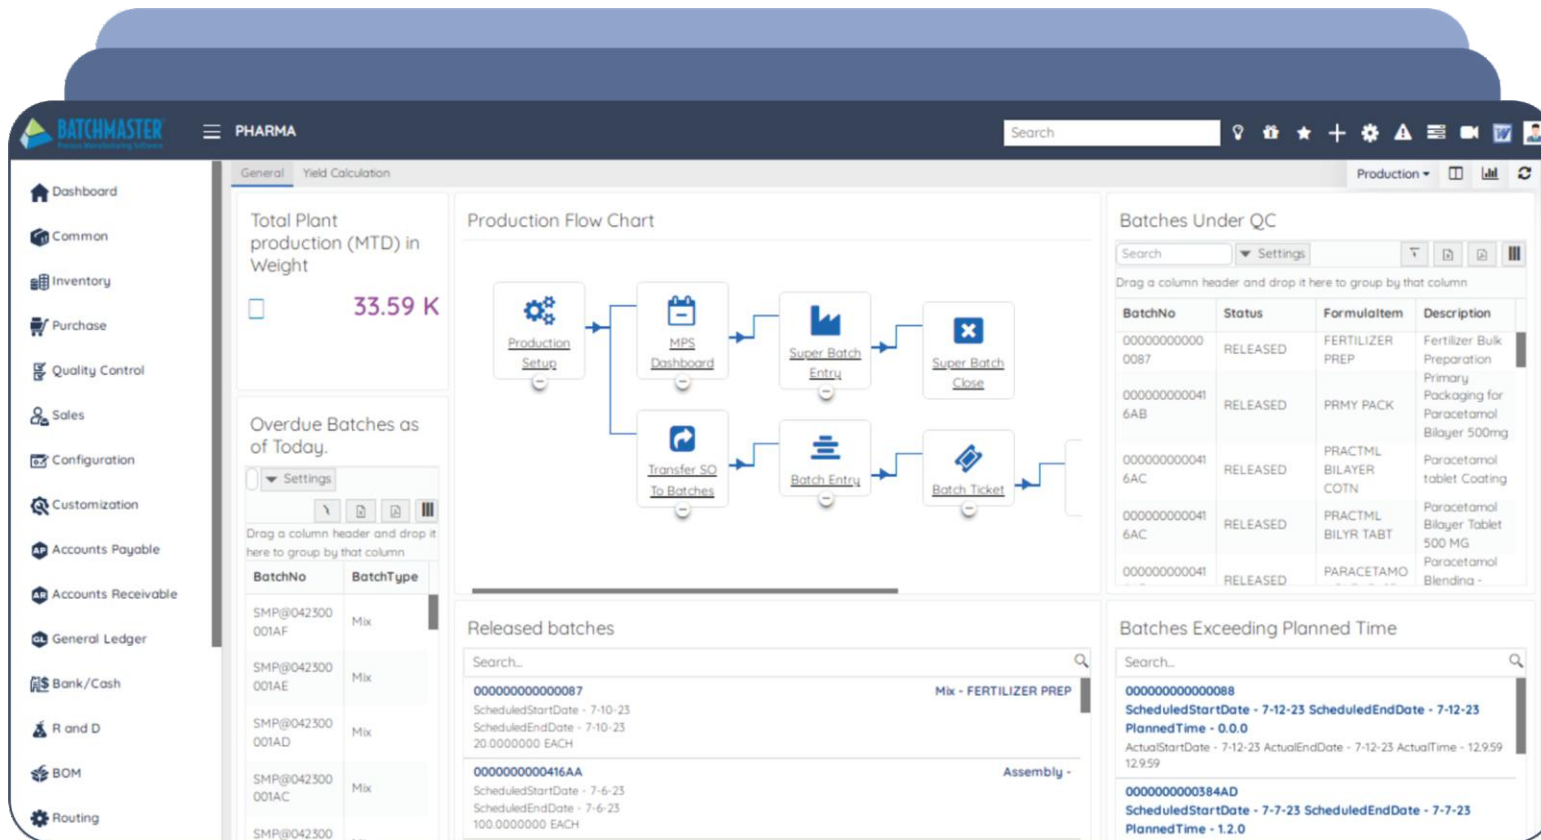 BATCHMASTER
Process Manufacturing Software
PHARMA
Search
Dashboard
Common
Inventory
Purchase
Quality Control
Sales
Configuration
Customization
Accounts Payable
Accounts Receivable
General Ledger
Bank/Cash
R and D
BOM
Routing
General Yield Calculation
Production
Total Plant
production (MTD) in
Weight
33.59 K
Overdue Batches as
of Today.
Settings
Drag a column header and drop it
here to group by that column
BatchNo BatchType
SMP@042300
001AF
Mix
SMP@042300
001AE
Mix
SMP@042300
001AD
Mix
SMP@042300
001AC
Mix
SMP@042300
Production Flow Chart
Production
Setup
MPS
Dashboard
Super Batch
Entry
Super Batch
Close
Transfer SO
To Batches
Batch Entry
Batch Ticket
Released batches
Search...
000000000000087 Mix - FERTILIZER PREP
ScheduledStartDate - 7-10-23
ScheduledEndDate - 7-10-23
20.0000000 EACH
0000000000416AA Assembly -
ScheduledStartDate - 7-6-23
ScheduledEndDate - 7-6-23
100.0000000 EACH
Batches Under QC
Search
Settings
Drag a column header and drop it here to group by that column
BatchNo Status FormulaItem Description
00000000000
0087
RELEASED
FERTILIZER
PREP
Fertilizer Bulk
Preparation
000000000041
6AB
RELEASED
PRMY PACK
Primary
Packaging for
Paracetamol
Bilayer 500mg
000000000041
6AC
RELEASED
PRACTML
BILAYER
COTN
Paracetamol
tablet Coating
000000000041
6AC
RELEASED
PRACTML
BILYR TABT
Paracetamol
Bilayer Tablet
500 MG
000000000041
RELEASED
PARACETAMO
Paracetamol
Blending -
Batches Exceeding Planned Time
Search...
000000000000088
ScheduledStartDate - 7-12-23 ScheduledEndDate - 7-12-23
PlannedTime - 0.0.0
ActualStartDate - 7-12-23 ActualEndDate - 7-12-23 ActualTime - 12.9.59
12.9.59
0000000000384AD
ScheduledStartDate - 7-7-23 ScheduledEndDate - 7-7-23
PlannedTime - 1.2.0